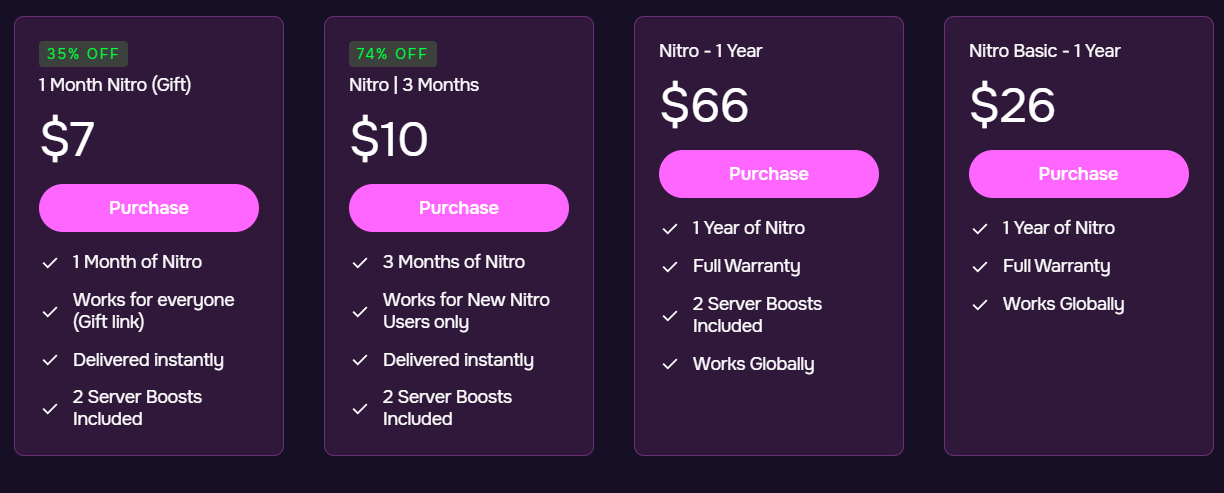 35% OFF
1 Month Nitro (Gift)
$7
Purchase
1 Month of Nitro
Works for everyone
(Gift link)
Delivered instantly
2 Server Boosts
Included
74% OFF
Nitro | 3 Months
$10
Purchase
3 Months of Nitro
Works for New Nitro
Users only
Delivered instantly
2 Server Boosts
Included
Nitro - 1 Year
$66
Purchase
1 Year of Nitro
Full Warranty
2 Server Boosts
Included
Works Globally
Nitro Basic - 1 Year
$26
Purchase
1 Year of Nitro
Full Warranty
Works Globally